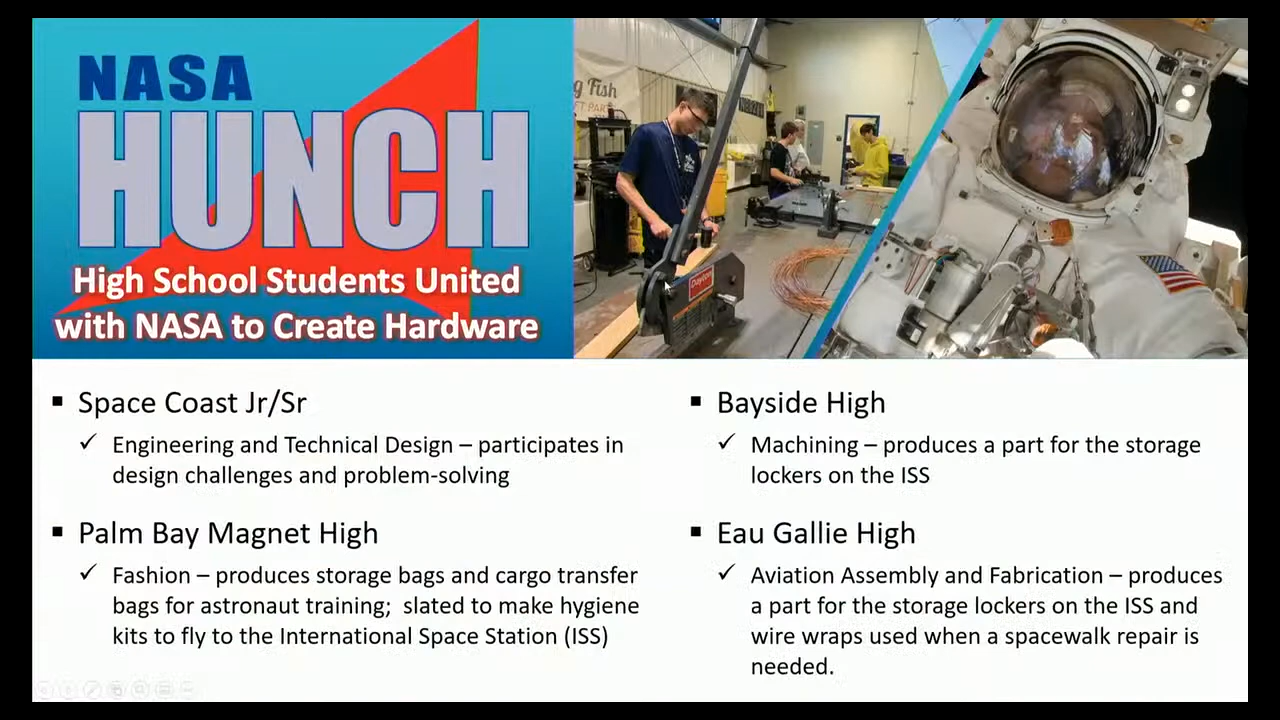 NASA
HUNCH
High School Students United
with NASA to Create Hardware
g Fish
FT PART
Dayton
▪ Space Coast Jr/Sr
✓ Engineering and Technical Design – participates in
design challenges and problem-solving
▪ Palm Bay Magnet High
✓ Fashion – produces storage bags and cargo transfer
bags for astronaut training;  slated to make hygiene
kits to fly to the International Space Station (ISS)
▪ Bayside High
✓ Machining – produces a part for the storage
lockers on the ISS
▪ Eau Gallie High
✓ Aviation Assembly and Fabrication – produces
a part for the storage lockers on the ISS and
wire wraps used when a spacewalk repair is
needed.